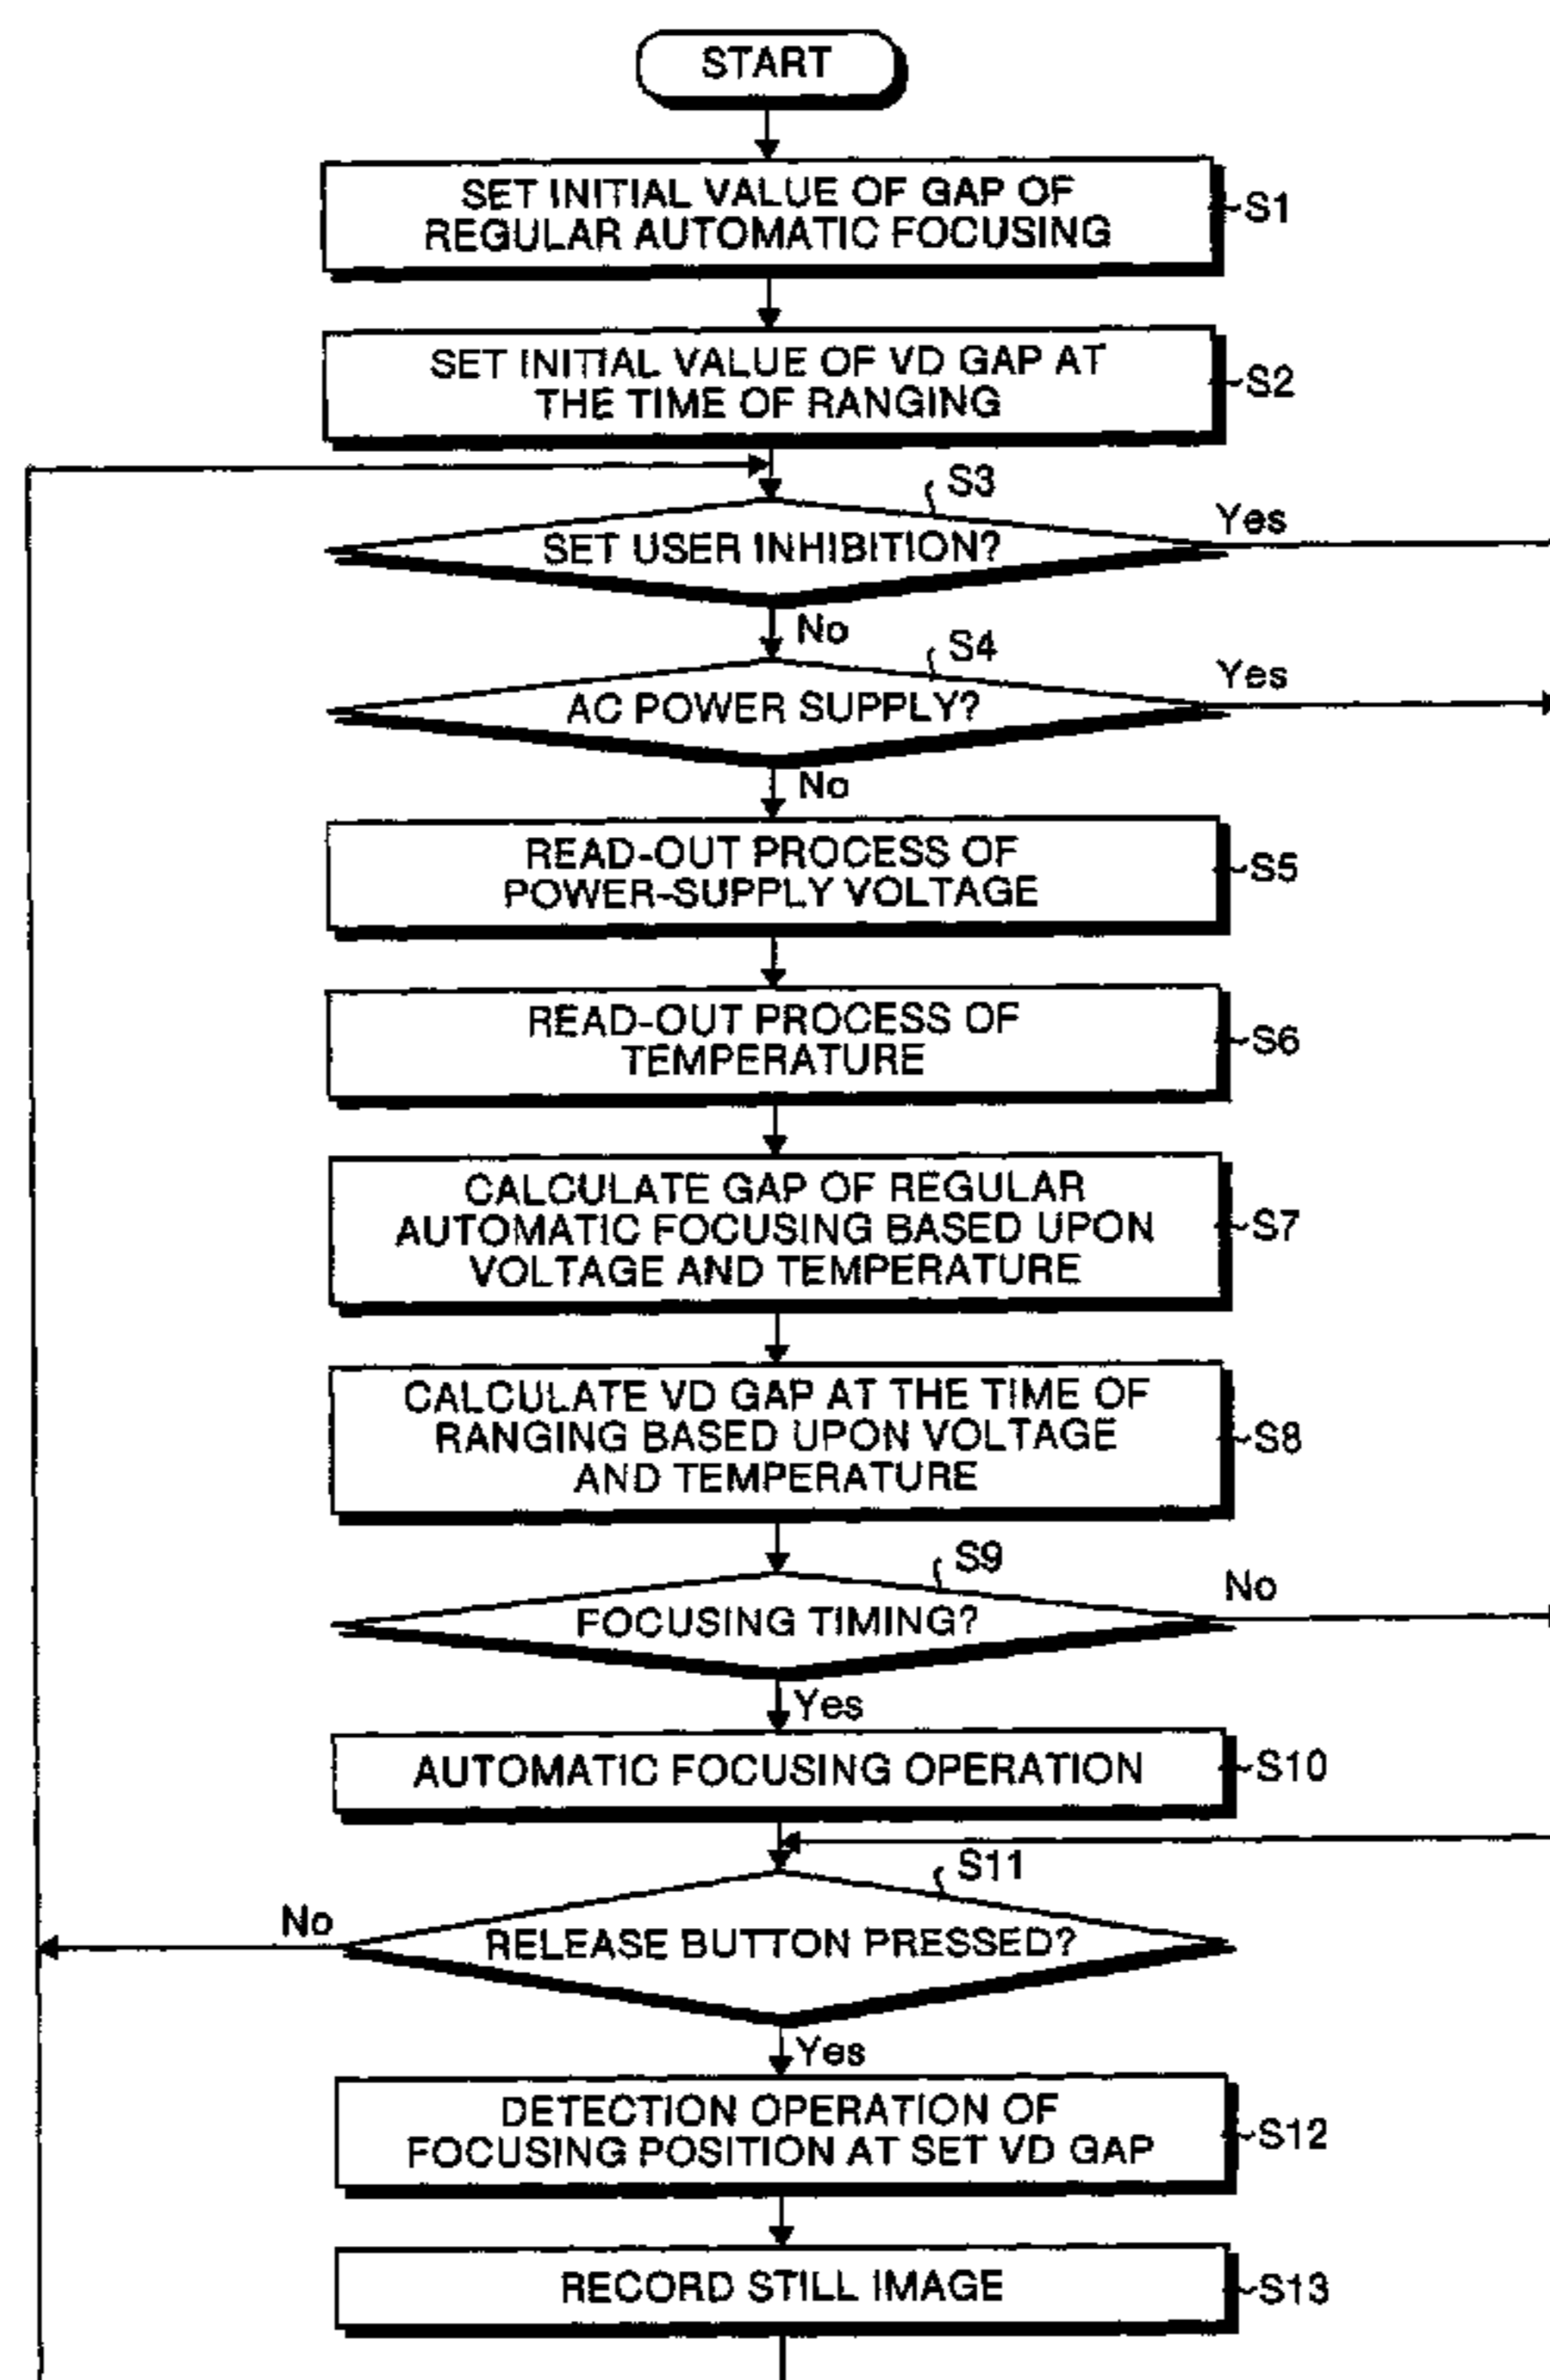 START
SET INITIAL VALUE OF GAP OF
REGULAR AUTOMATIC FOCUSING
S1
SET INITIAL VALUE OF VD GAP AT
THE TIME OF RANGING
S2
S3
SET USER INHIBITION?
Yes
No
S4
AC POWER SUPPLY?
Yes
No
READ-OUT PROCESS OF
POWER-SUPPLY VOLTAGE
S5
READ-OUT PROCESS OF
TEMPERATURE
S6
CALCULATE GAP OF REGULAR
AUTOMATIC FOCUSING BASED UPON
VOLTAGE AND TEMPERATURE
S7
CALCULATE VD GAP AT THE TIME OF
RANGING BASED UPON VOLTAGE
AND TEMPERATURE
S8
S9
FOCUSING TIMING?
No
Yes
AUTOMATIC FOCUSING OPERATION
S10
S11
No
RELEASE BUTTON PRESSED?
Yes
DETECTION OPERATION OF
FOCUSING POSITION AT SET VD GAP
S12
RECORD STILL IMAGE
S13